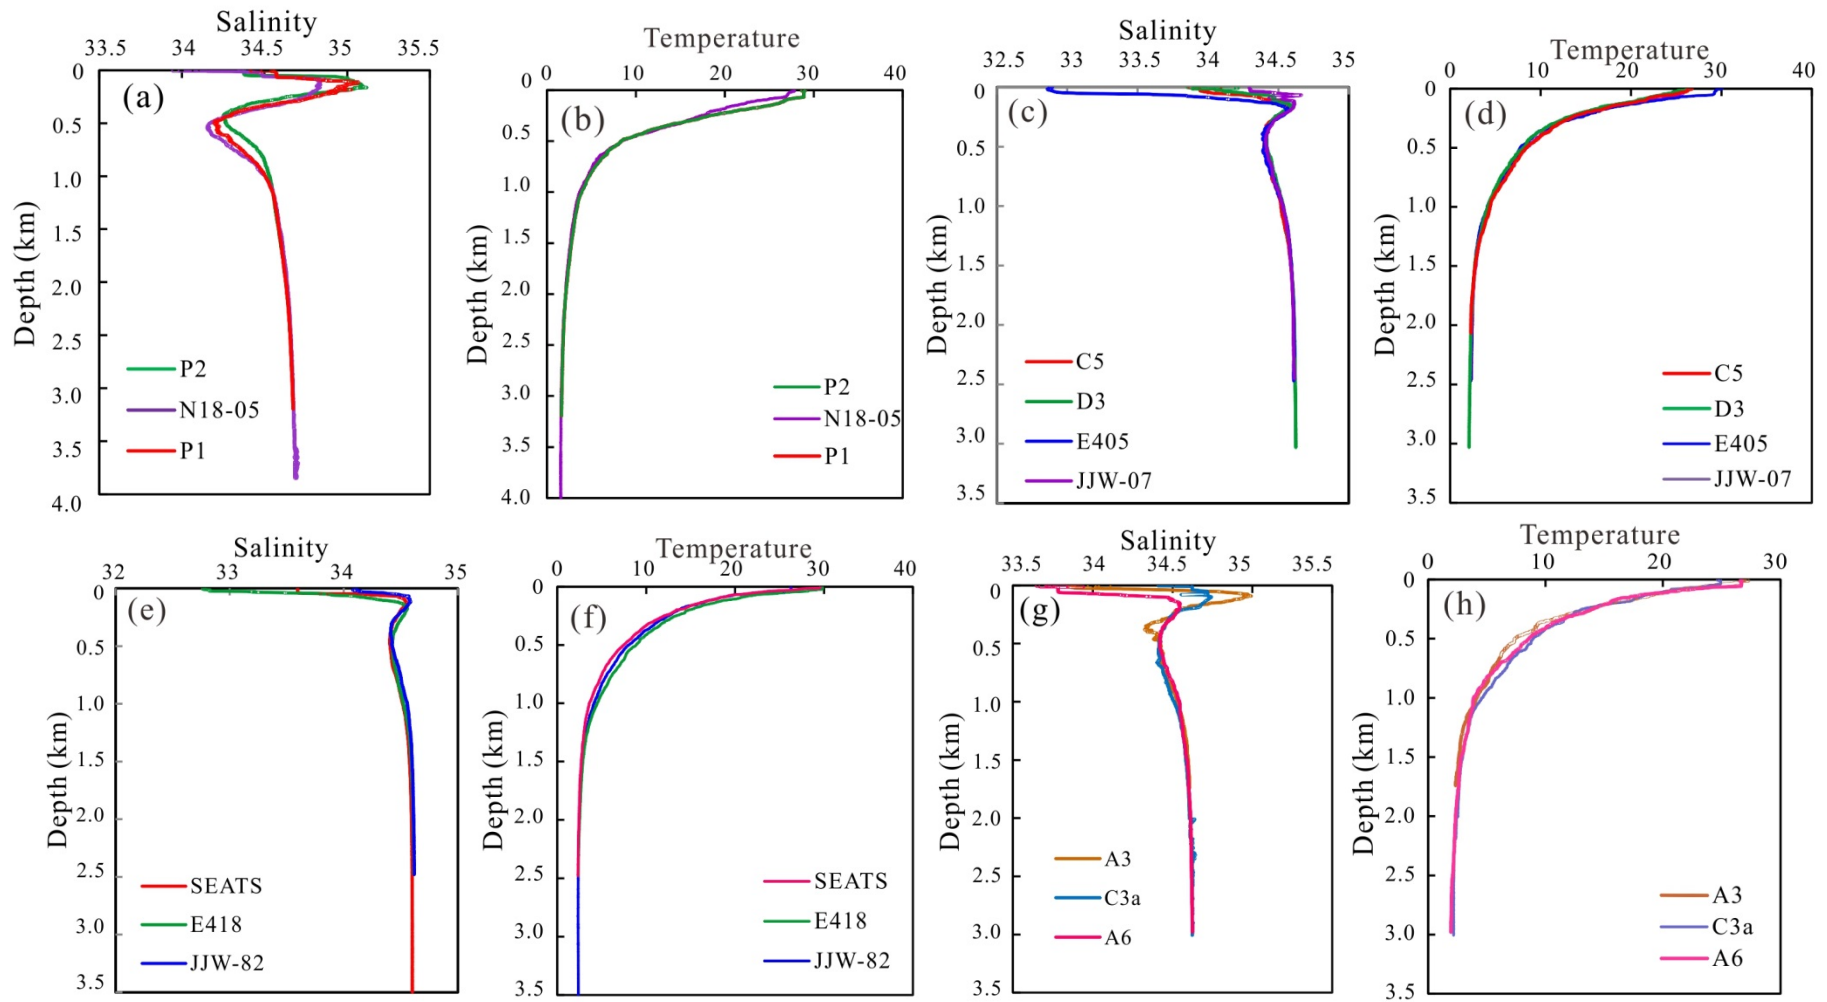 Salinity
33.5 34 34.5 35 35.5
(a)
0
0.5
1.0
1.5
2.0
2.5
3.0
3.5
4.0
Depth (km)
P2
N18-05
P1
Temperature
0 10 20 30 40
(b)
0
0.5
1.0
1.5
2.0
2.5
3.0
3.5
4.0
Depth (km)
P2
N18-05
P1
Salinity
32.5 33 33.5 34 34.5 35
(c)
0
0.5
1.0
1.5
2.0
2.5
3.0
3.5
Depth (km)
C5
D3
E405
JJW-07
Temperature
0 10 20 30 40
(d)
0
0.5
1.0
1.5
2.0
2.5
3.0
3.5
Depth (km)
C5
D3
E405
JJW-07
Salinity
32 33 34 35
(e)
0
0.5
1.0
1.5
2.0
2.5
3.0
3.5
Depth (km)
SEATS
E418
JJW-82
Temperature
0 10 20 30 40
(f)
0
0.5
1.0
1.5
2.0
2.5
3.0
3.5
Depth (km)
SEATS
E418
JJW-82
Salinity
33.5 34 34.5 35 35.5
(g)
0
0.5
1.0
1.5
2.0
2.5
3.0
3.5
Depth (km)
A3
C3a
A6
Temperature
0 10 20 30
(h)
0
0.5
1.0
1.5
2.0
2.5
3.0
3.5
Depth (km)
A3
C3a
A6